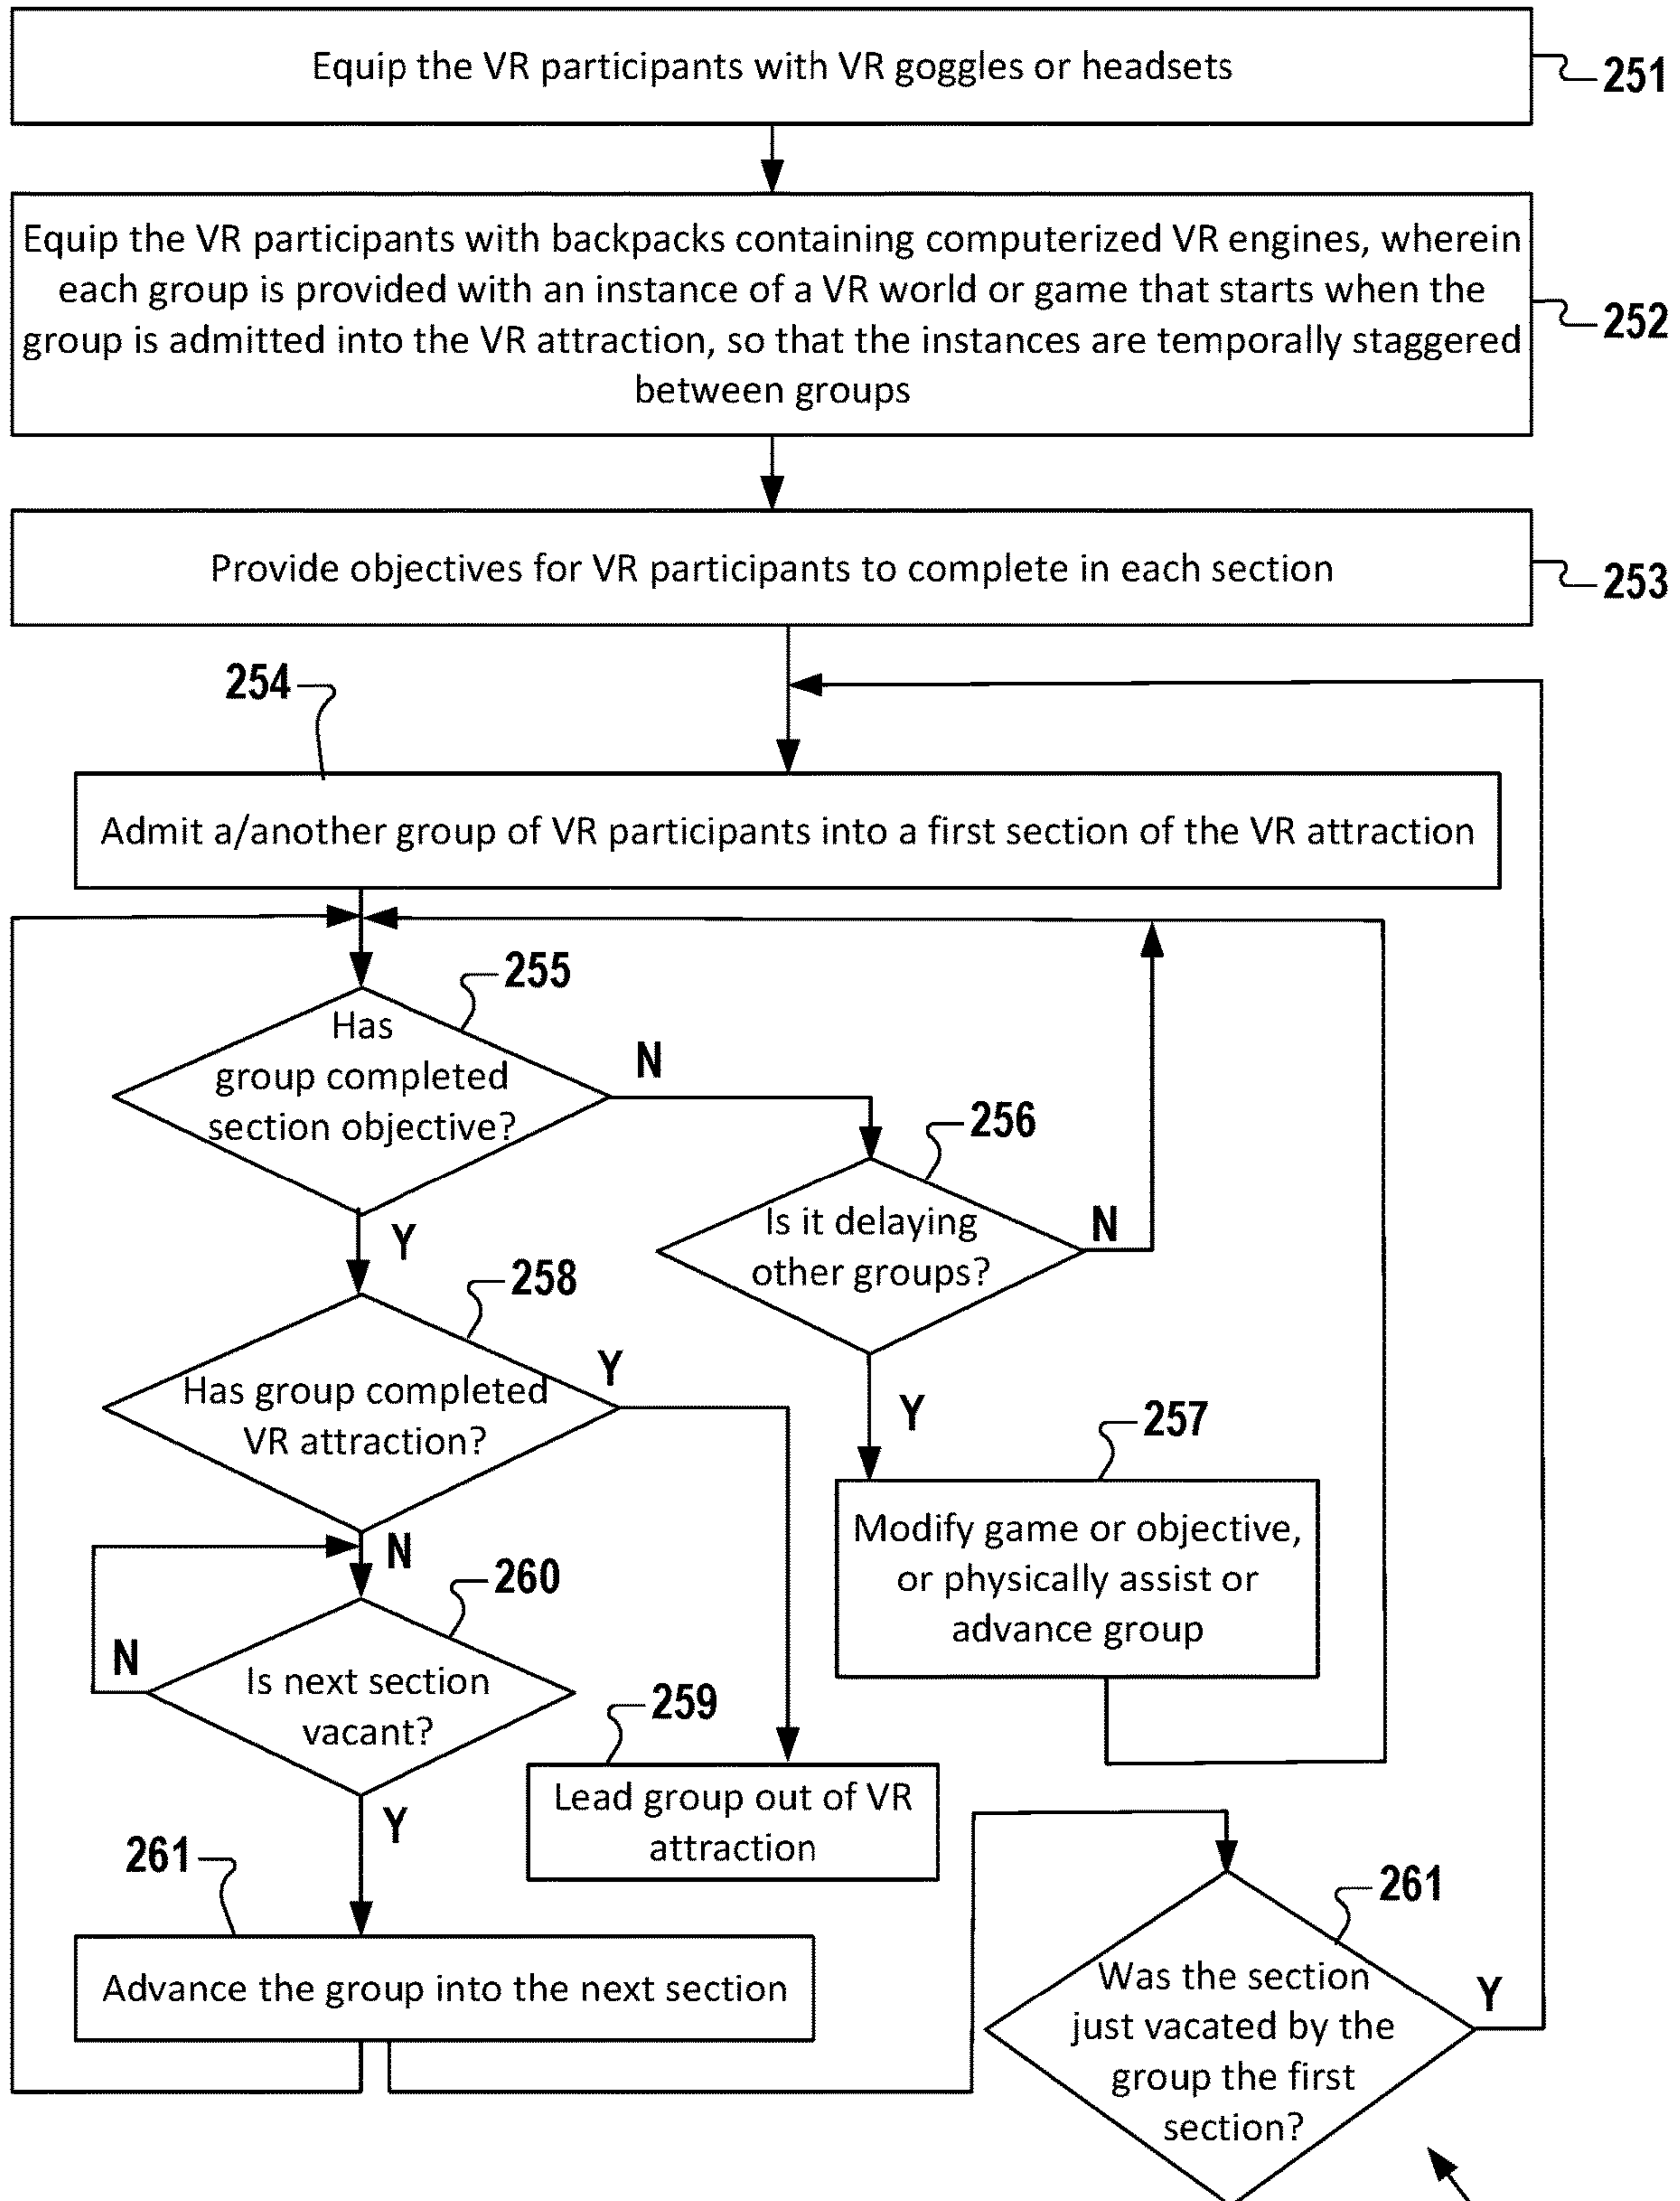 Equip the VR participants with VR goggles or headsets
251
Equip the VR participants with backpacks containing computerized VR engines, wherein
each group is provided with an instance of a VR world or game that starts when the
group is admitted into the VR attraction, so that the instances are temporally staggered
between groups
252
Provide objectives for VR participants to complete in each section
253
254
Admit a/another group of VR participants into a first section of the VR attraction
255
Has
group completed
section objective?
N
Y
256
Is it delaying
other groups?
N
Y
257
Modify game or objective,
or physically assist or
advance group
258
Has group completed
VR attraction?
Y
N
259
Lead group out of VR
attraction
260
Is next section
vacant?
N
Y
261
Advance the group into the next section
261
Was the section
just vacated by the
group the first
section?
Y